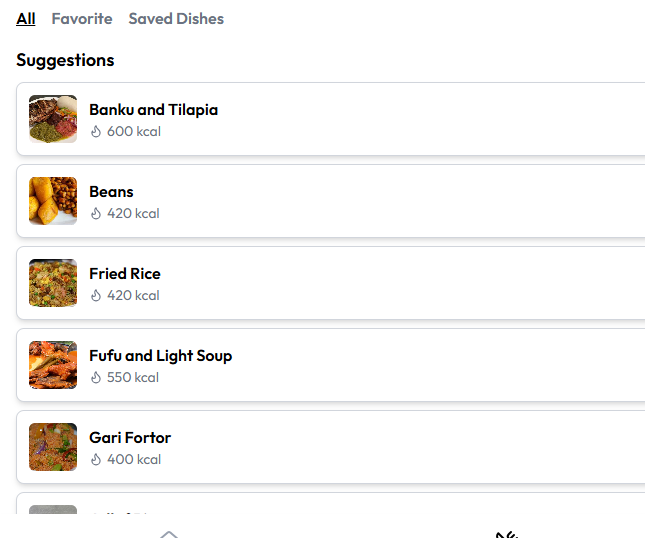 All Favorite Saved Dishes
Suggestions
Banku and Tilapia
600 kcal
Beans
420 kcal
Fried Rice
420 kcal
Fufu and Light Soup
550 kcal
Gari Fortor
400 kcal